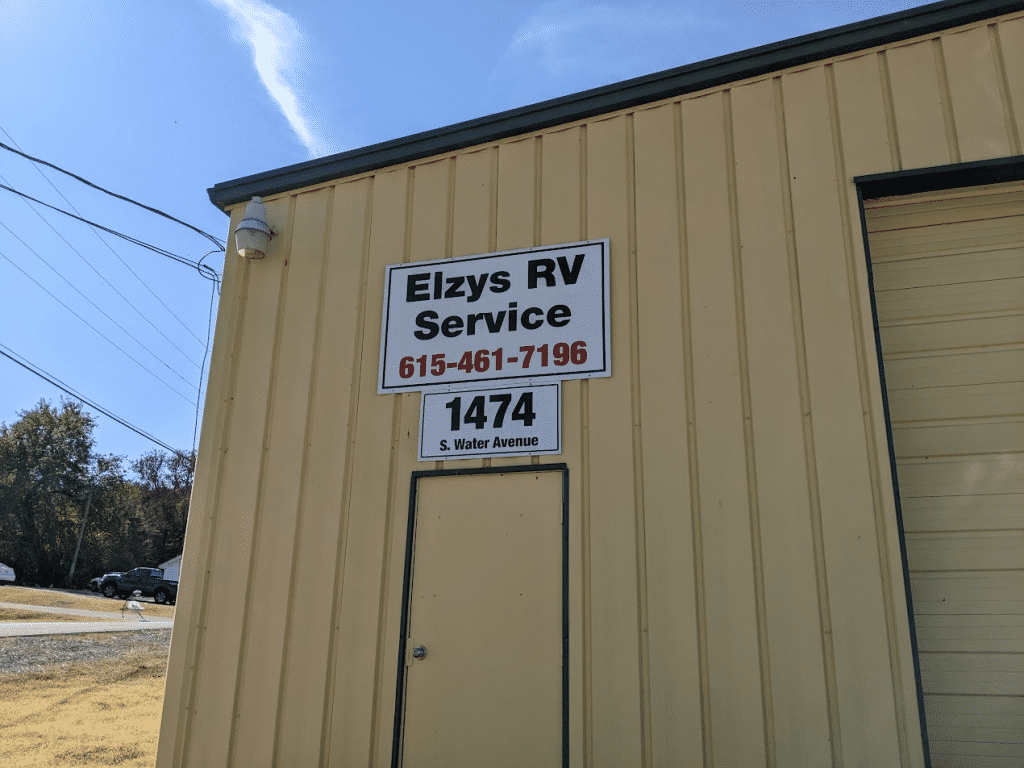 Elzys RV
Service
615-461-7196
1474
S. Water Avenue